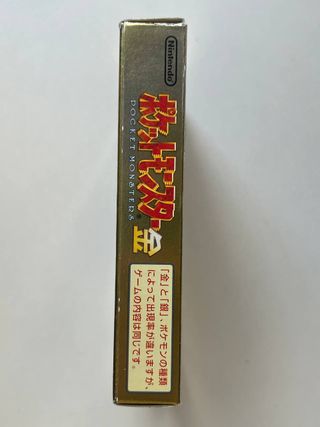 Nintendo
ポケットモンスター金
POCKET MONSTERS
「金」と「銀」、ポケモンの種類
によって出現率が違いますが、
ゲームの内容は同じです。